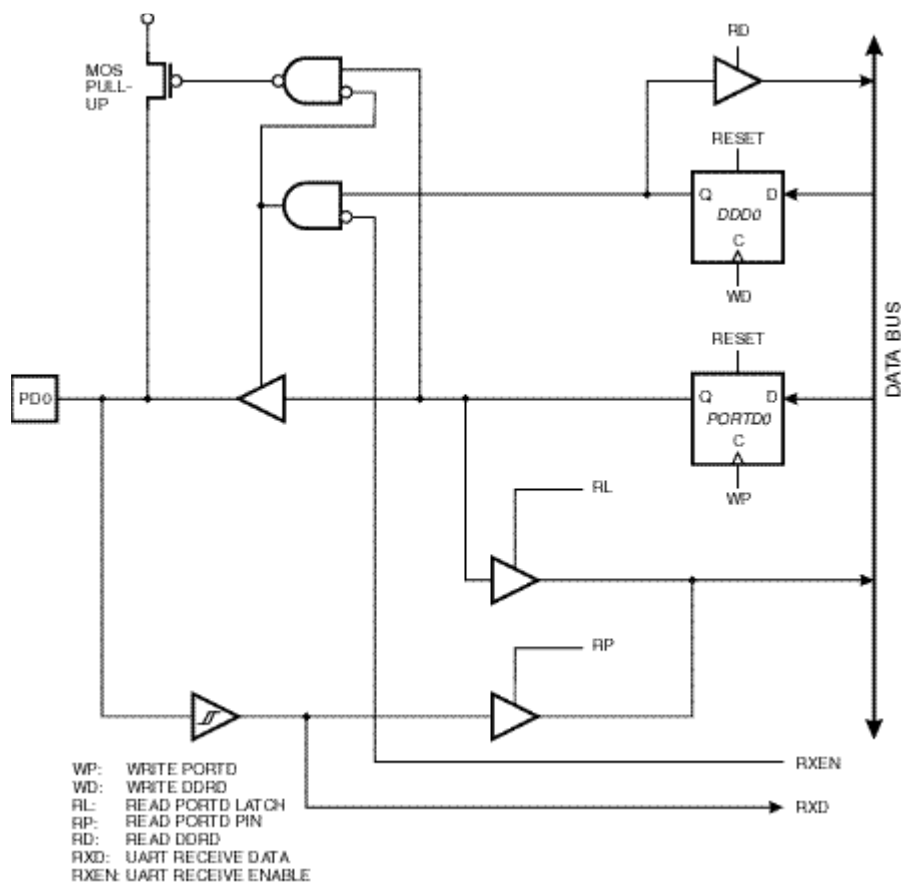 RD
MOS
PULL-
UP
RESET
Q D
DDD0
C
WD
DATA BUS
RESET
PD0
Q D
PORTD0
C
WP
RL
RP
RXEN
RXD
WP: WRITE PORTD
WD: WRITE DDRD
RL: READ PORTD LATCH
RP: READ PORTD PIN
RD: READ DDRD
RXD: UART RECEIVE DATA
RXEN: UART RECEIVE ENABLE